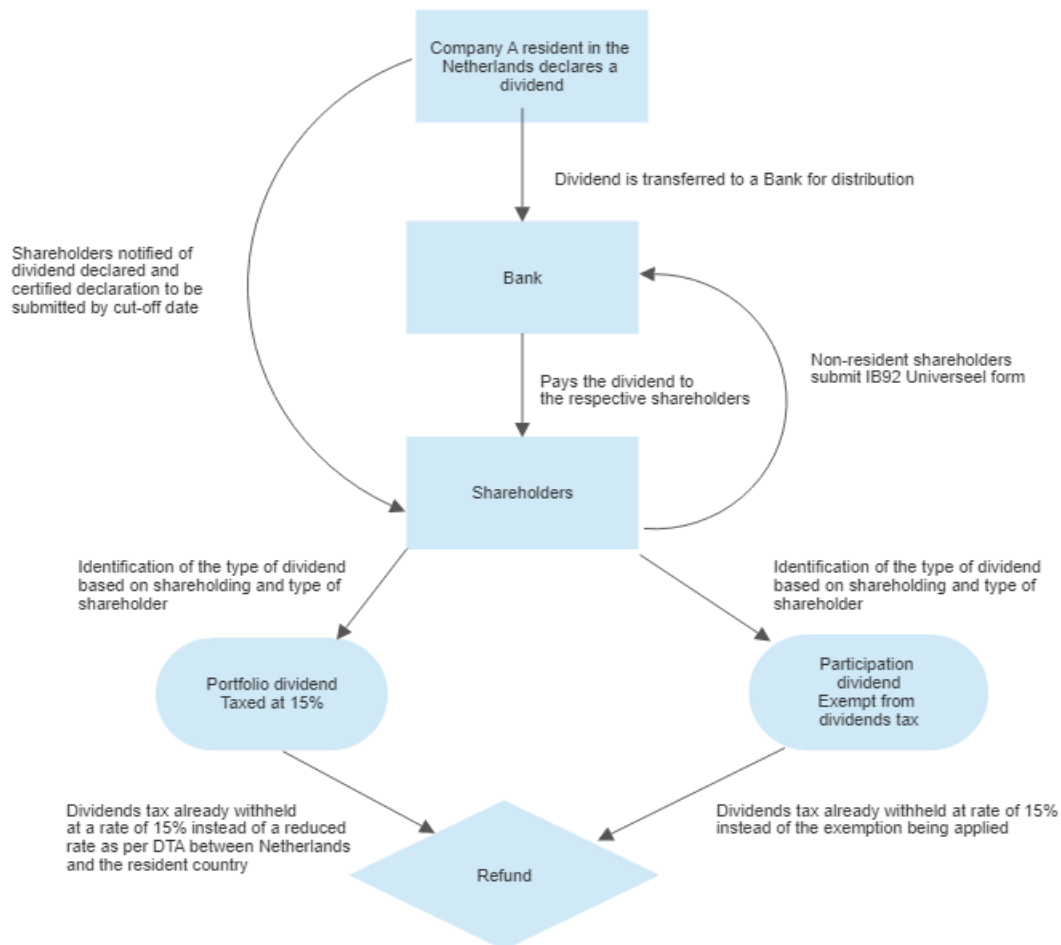 Company A resident in the
Netherlands declares a
dividend
Dividend is transferred to a Bank for distribution
Shareholders notified of
dividend declared and
certified declaration to be
submitted by cut-off date
Bank
Non-resident shareholders
submit IB92 Universeel form
Pays the dividend to
the respective shareholders
Shareholders
Identification of the type of dividend
based on shareholding and type of
shareholder
Identification of the type of dividend
based on shareholding and type of
shareholder
Portfolio dividend
Taxed at 15%
Participation
dividend
Exempt from
dividends tax
Dividends tax already withheld
at a rate of 15% instead of a reduced
rate as per DTA between Netherlands
and the resident country
Dividends tax already withheld at rate of 15%
instead of the exemption being applied
Refund